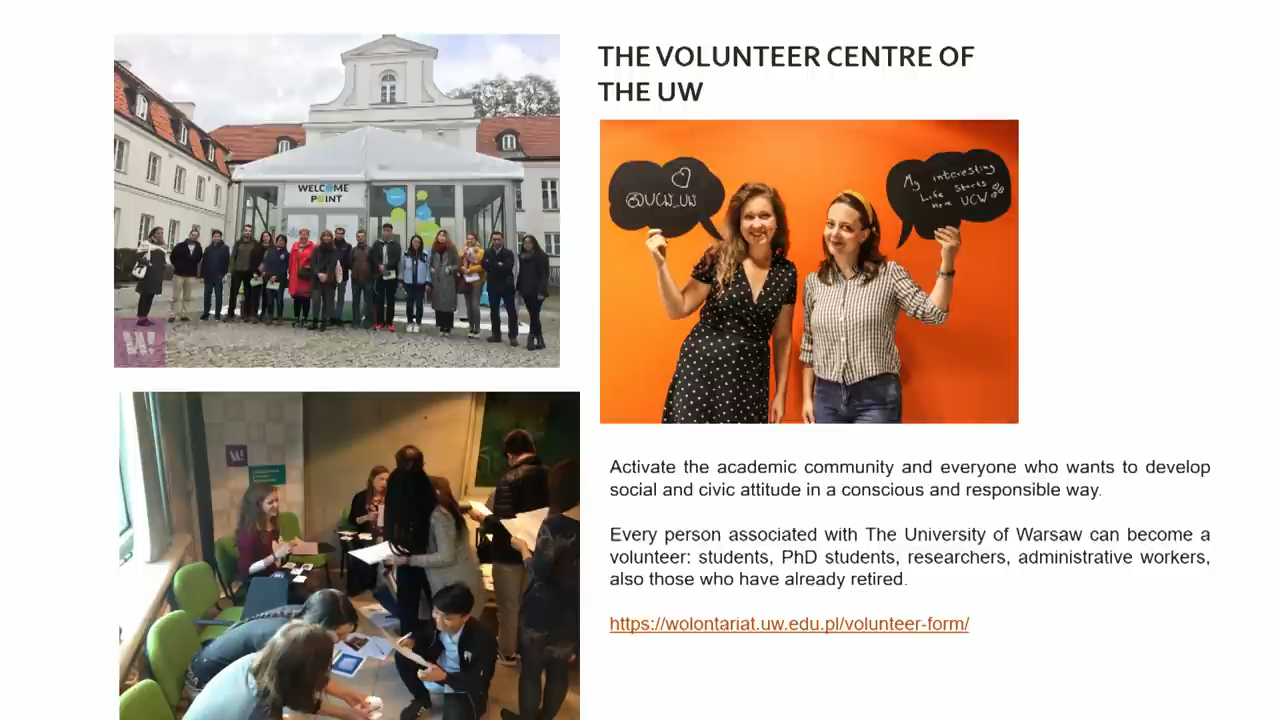 THE VOLUNTEER CENTRE OF
THE UW
WELCOME
POINT
W!
@UCW_UW
My interesting
Life starts
Here UCW
W!
Activate the academic community and everyone who wants to develop
social and civic attitude in a conscious and responsible way.
Every person associated with The University of Warsaw can become a
volunteer: students, PhD students, researchers, administrative workers,
also those who have already retired.
https://wolontariat.uw.edu.pl/volunteer-form/